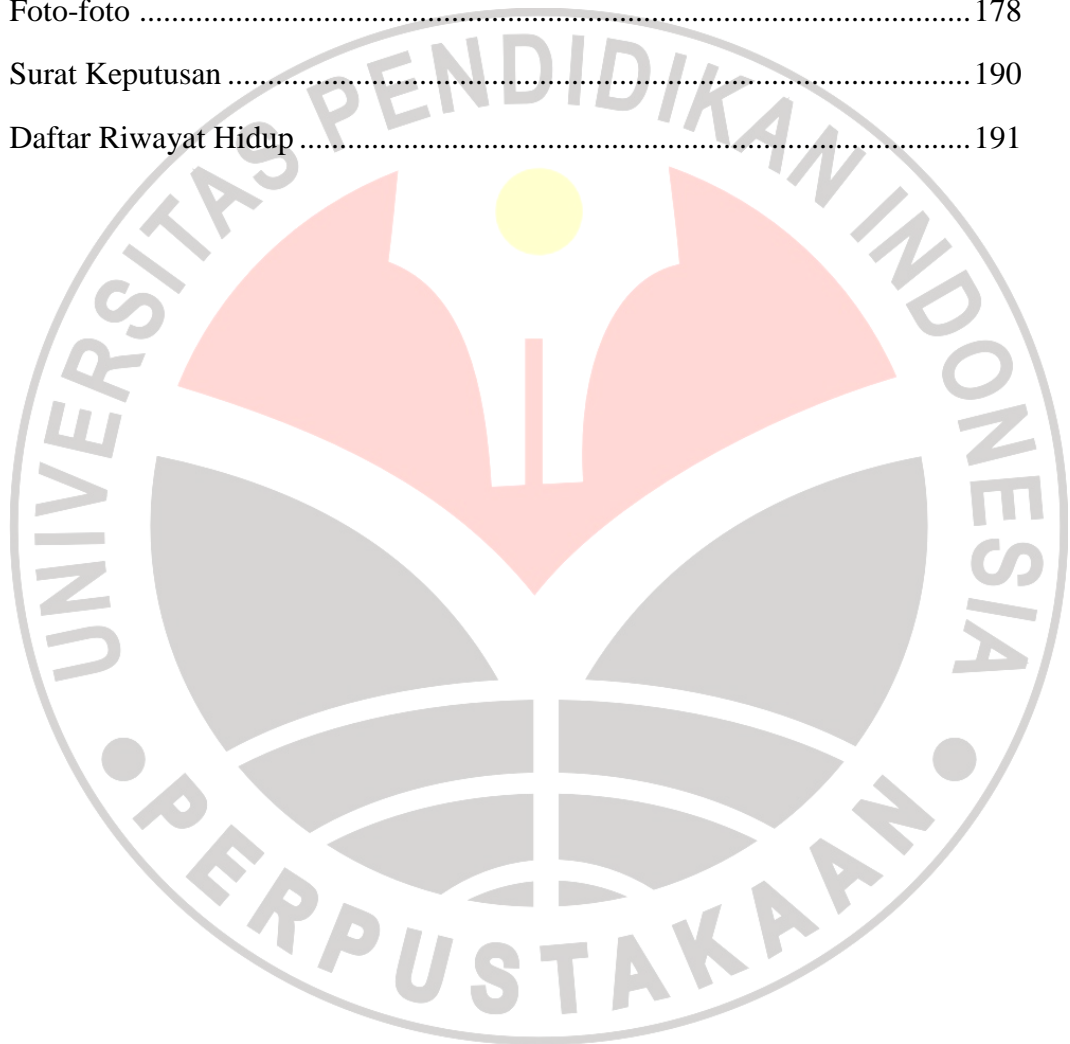 Foto-foto ........................................................................................................ 178
Surat Keputusan ............................................................................................. 190
Daftar Riwayat Hidup .................................................................................... 191
UNIVERSITAS PENDIDIKAN INDONESIA
PERPUSTAKAAN